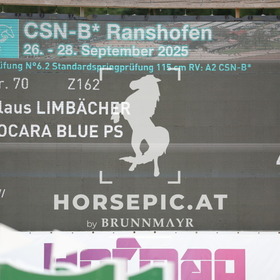 CSN-B* Ranshofen
26. - 28. September 2025
üfung N°6.2 Standardspringprüfung 115 cm RV: A2 CSN-B*
r. 70 Z162
laus LIMBÄCHER
OCARA BLUE PS
HORSEPIC.AT
by BRUNNMAYR